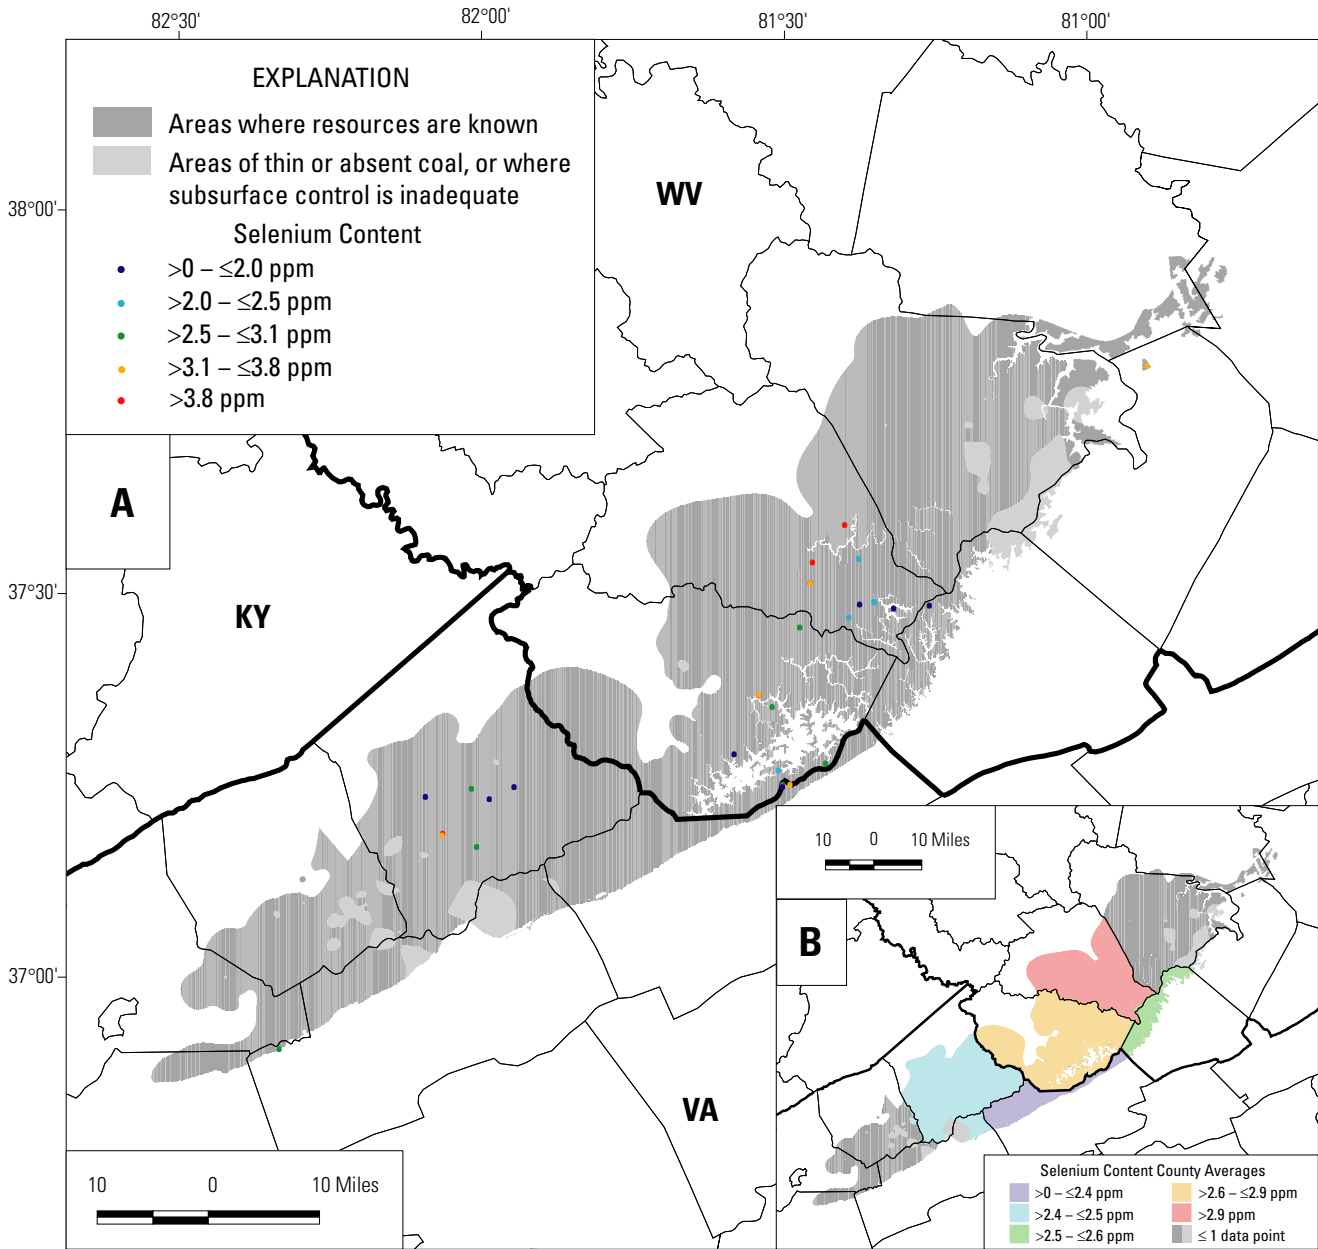 82°30' 82°00' 81°30' 81°00'
EXPLANATION
Areas where resources are known
Areas of thin or absent coal, or where
subsurface control is inadequate
Selenium Content
>0 – ≤2.0 ppm
>2.0 – ≤2.5 ppm
>2.5 – ≤3.1 ppm
>3.1 – ≤3.8 ppm
>3.8 ppm
WV
38°00'
A
37°30'
KY
37°00'
VA
10 0 10 Miles
10 0 10 Miles
B
Selenium Content County Averages
>0 – ≤2.4 ppm
>2.4 – ≤2.5 ppm
>2.5 – ≤2.6 ppm
>2.6 – ≤2.9 ppm
>2.9 ppm
≤ 1 data point